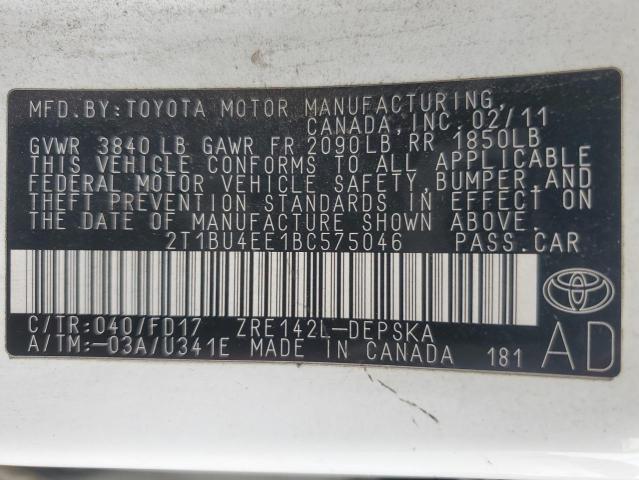 MFD.BY:TOYOTA MOTOR MANUFACTURING,
CANADA,INC. 02/11
GVWR 3840 LB GAWR FR 2090LB RR 1850LB
THIS VEHICLE CONFORMS TO ALL APPLICABLE
FEDERAL MOTOR VEHICLE SAFETY,BUMPER,AND
THEFT PREVENTION STANDARDS IN EFFECT ON
THE DATE OF MANUFACTURE SHOWN ABOVE.
2T1BU4EE1BC575046 PASS.CAR
C/TR:040/FD17 ZRE142L-DEPSKA
A/TM:-03A/U341E MADE IN CANADA 181 AD